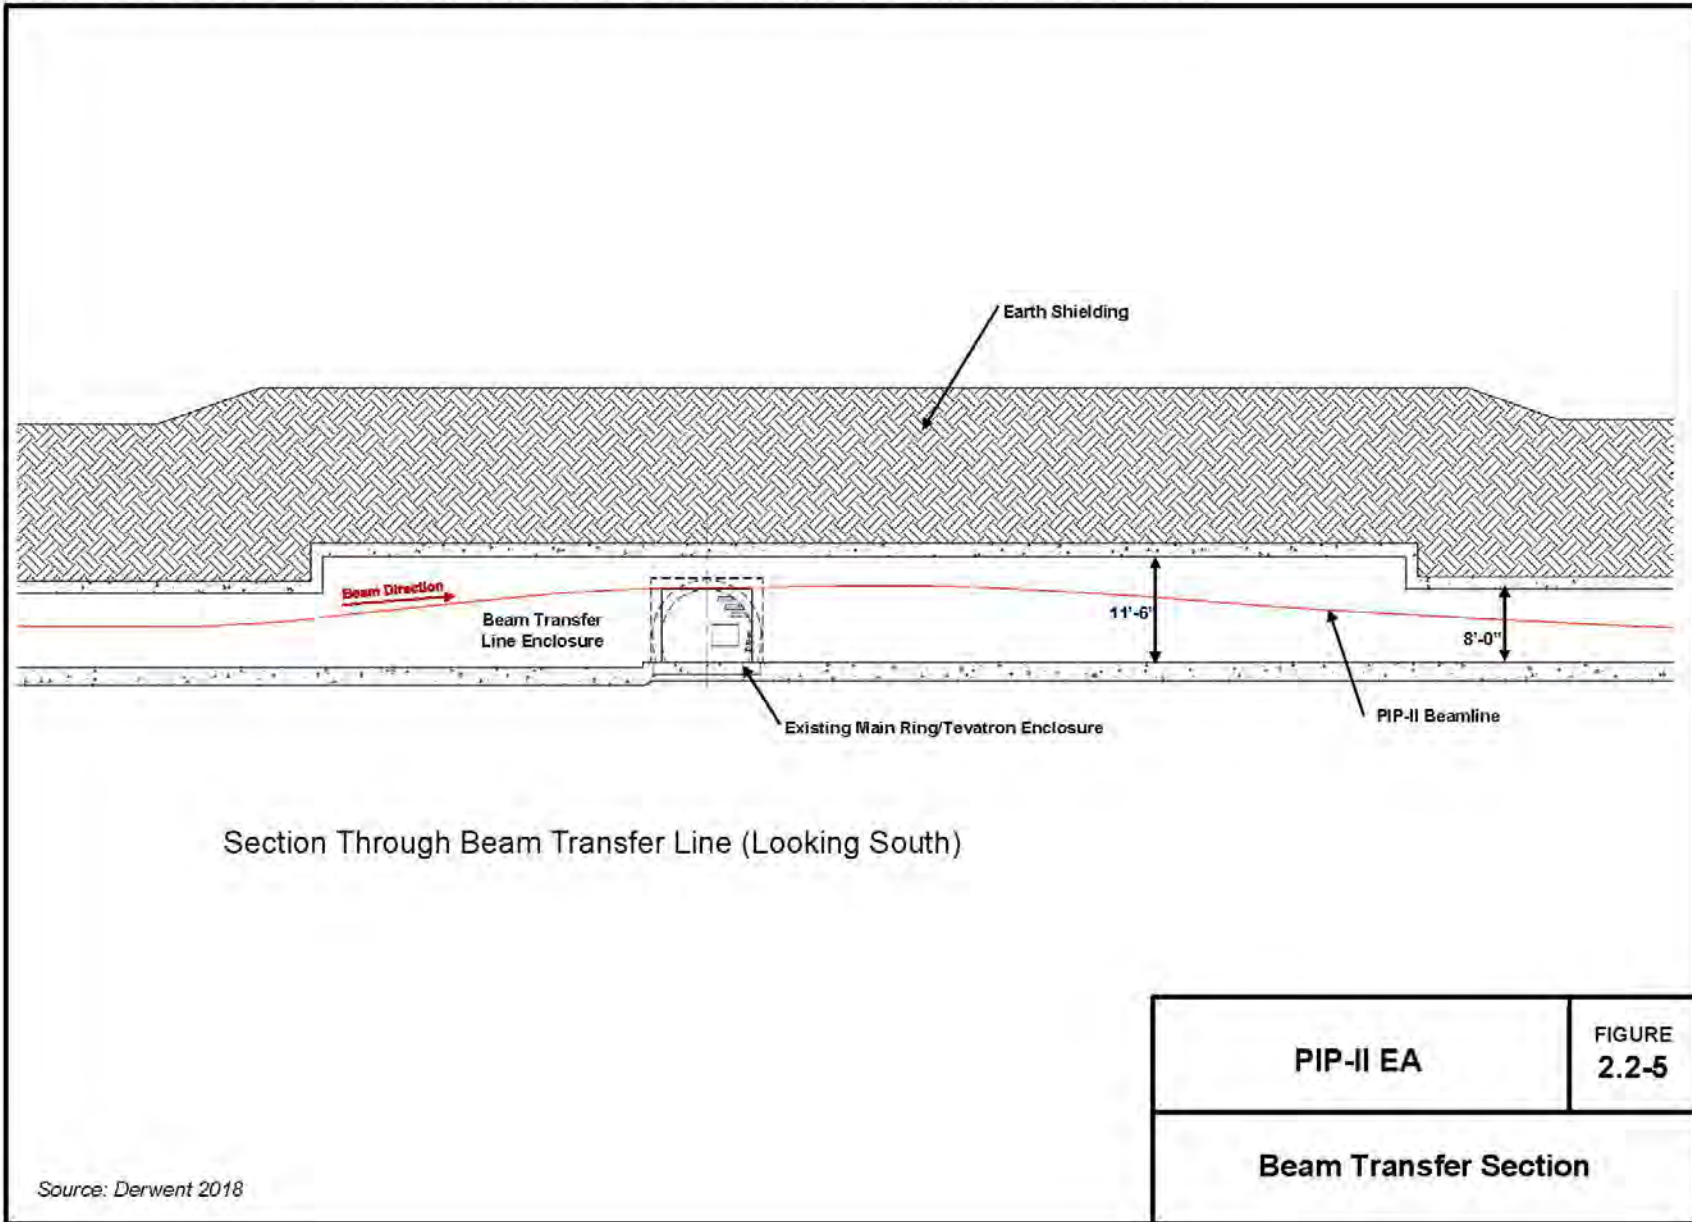 Earth Shielding
Beam Direction
Beam Transfer
Line Enclosure
11'-6"
8'-0"
PIP-II Beamline
Existing Main Ring/Tevatron Enclosure
Section Through Beam Transfer Line (Looking South)
PIP-II EA
FIGURE
2.2-5
Beam Transfer Section
Source: Derwent 2018